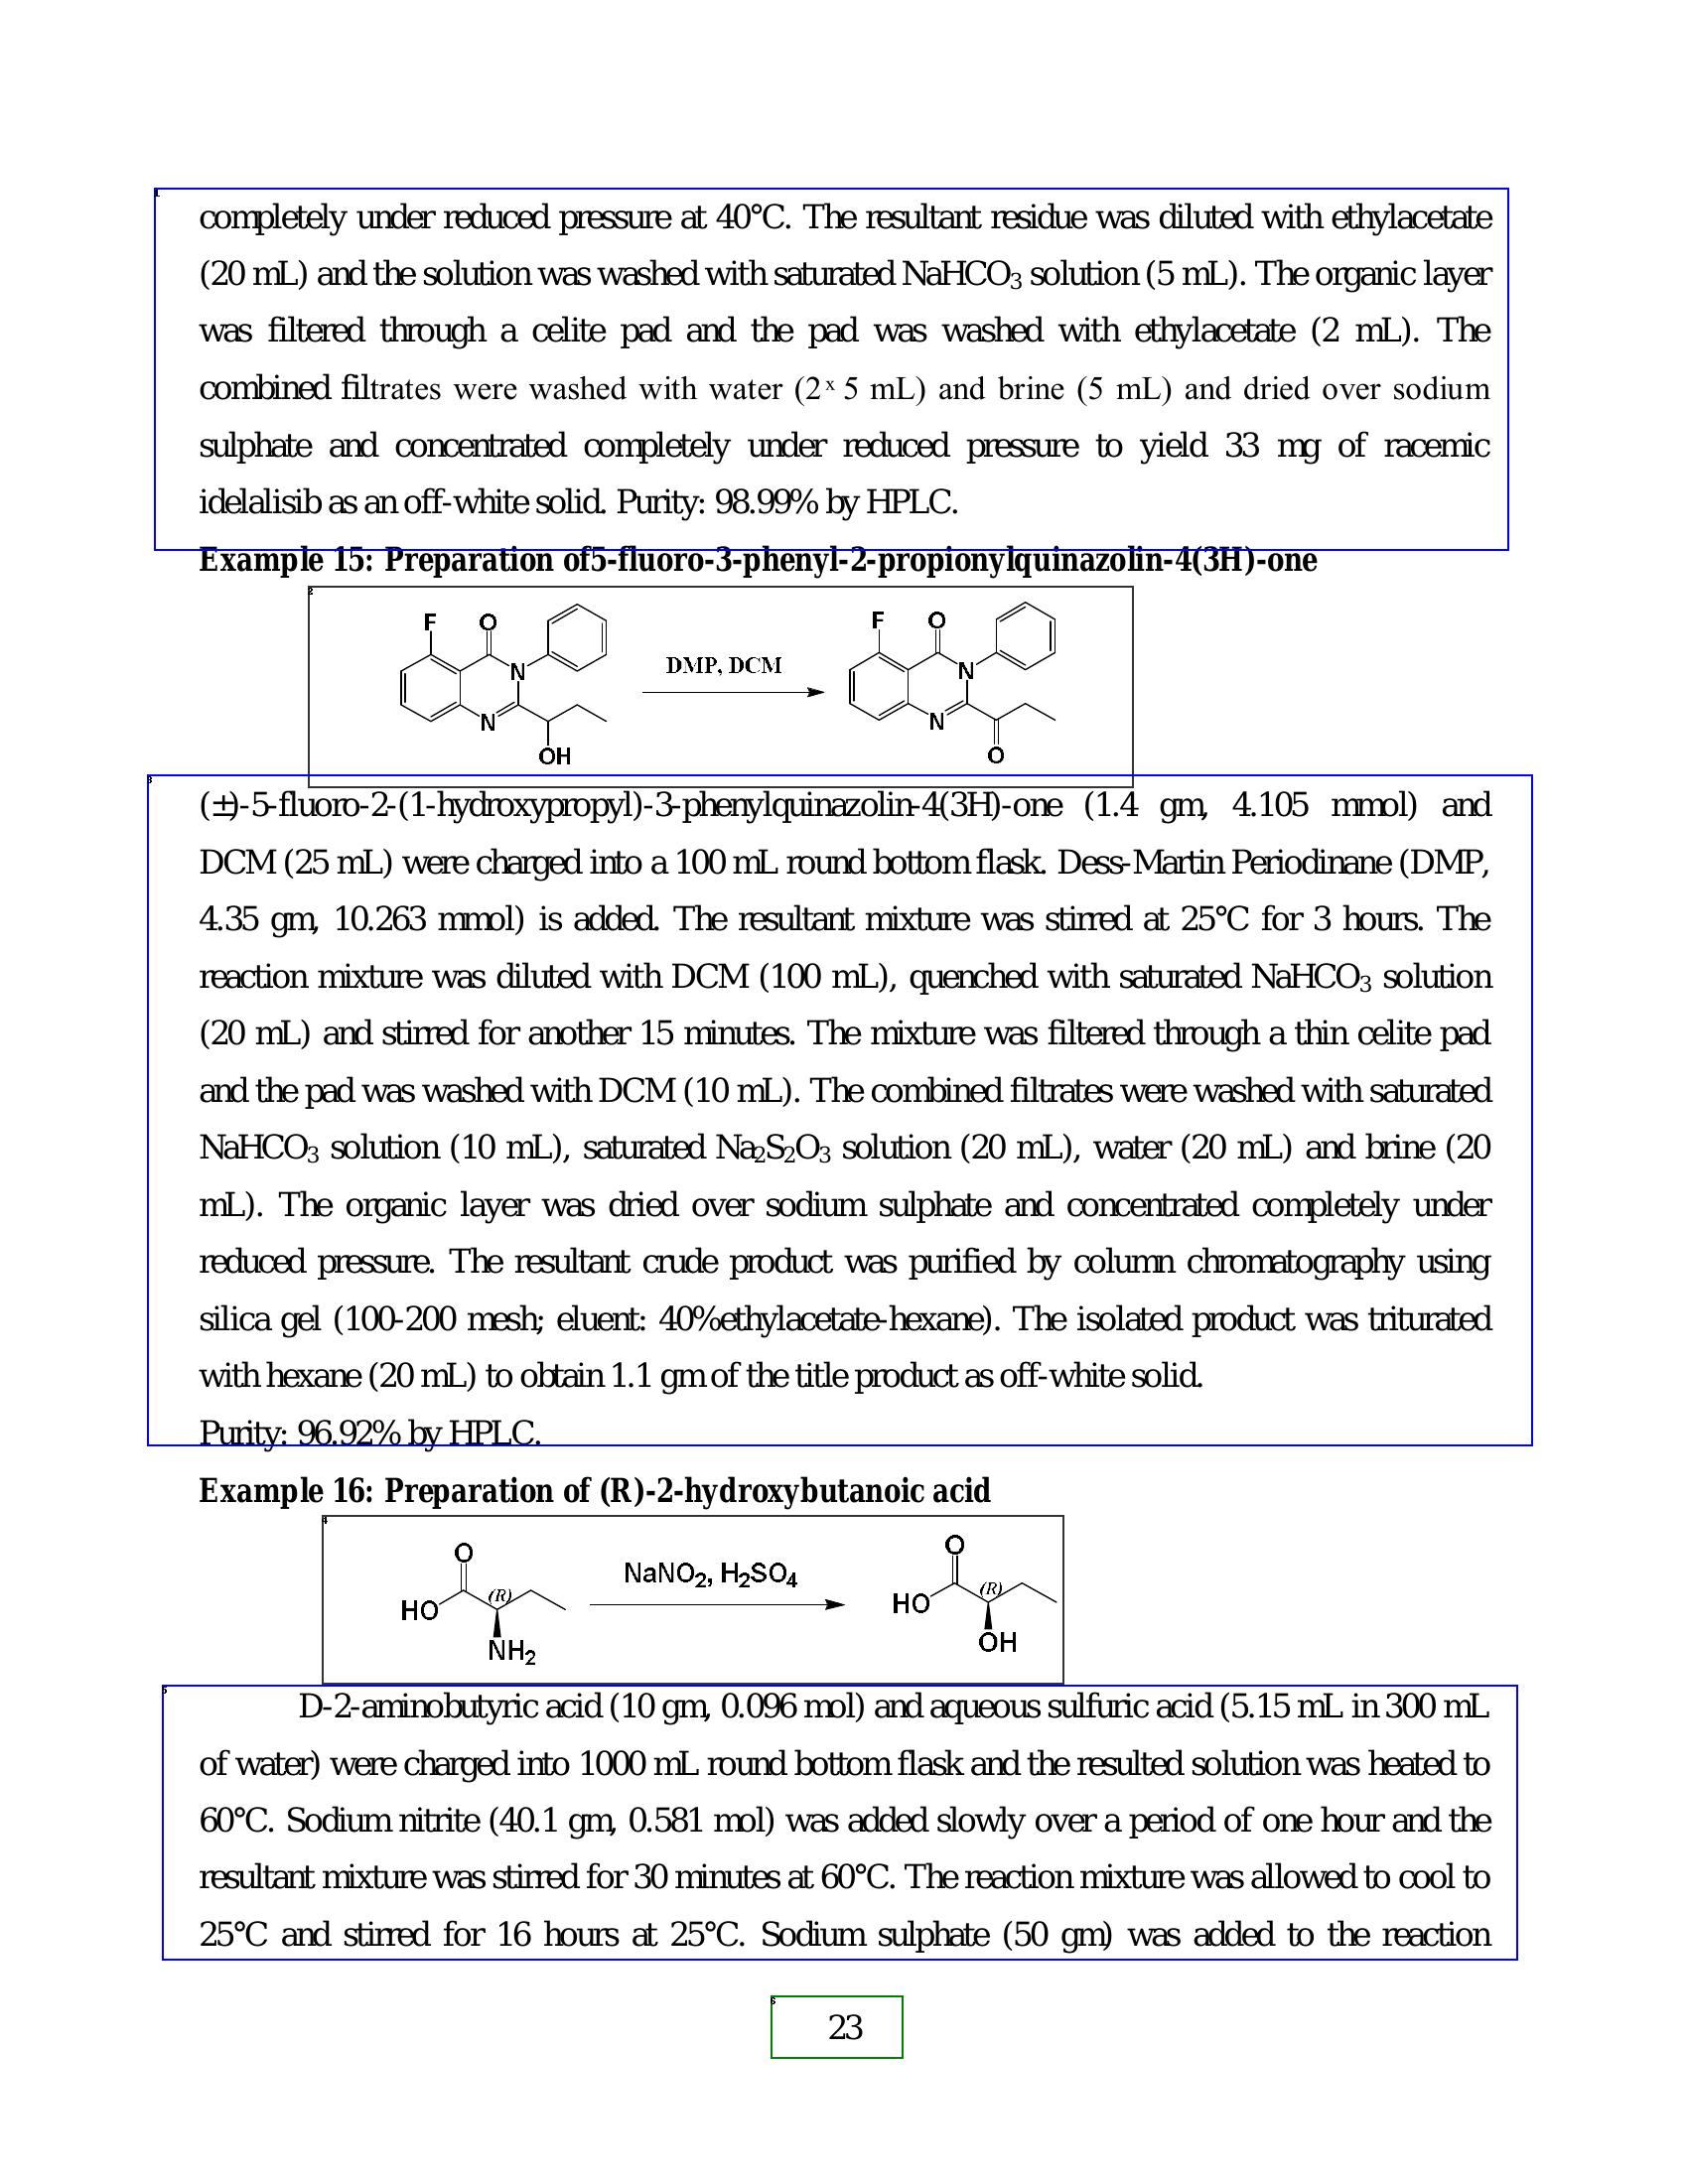 1
completely under reduced pressure at 40°C. The resultant residue was diluted with ethylacetate
(20 mL) and the solution was washed with saturated NaHCO₃ solution (5 mL). The organic layer
was filtered through a celite pad and the pad was washed with ethylacetate (2 mL). The
combined filtrates were washed with water (2ˣ 5 mL) and brine (5 mL) and dried over sodium
sulphate and concentrated completely under reduced pressure to yield 33 mg of racemic
idelalisib as an off-white solid. Purity: 98.99% by HPLC.
Example 15: Preparation of5-fluoro-3-phenyl-2-propionylquinazolin-4(3H)-one
2
F O N N OH
DMP, DCM
F O N N O
3
(±)-5-fluoro-2-(1-hydroxypropyl)-3-phenylquinazolin-4(3H)-one (1.4 gm, 4.105 mmol) and
DCM (25 mL) were charged into a 100 mL round bottom flask. Dess-Martin Periodinane (DMP,
4.35 gm, 10.263 mmol) is added. The resultant mixture was stirred at 25°C for 3 hours. The
reaction mixture was diluted with DCM (100 mL), quenched with saturated NaHCO₃ solution
(20 mL) and stirred for another 15 minutes. The mixture was filtered through a thin celite pad
and the pad was washed with DCM (10 mL). The combined filtrates were washed with saturated
NaHCO₃ solution (10 mL), saturated Na₂S₂O₃ solution (20 mL), water (20 mL) and brine (20
mL). The organic layer was dried over sodium sulphate and concentrated completely under
reduced pressure. The resultant crude product was purified by column chromatography using
silica gel (100-200 mesh; eluent: 40%ethylacetate-hexane). The isolated product was triturated
with hexane (20 mL) to obtain 1.1 gm of the title product as off-white solid.
Purity: 96.92% by HPLC.
Example 16: Preparation of (R)-2-hydroxybutanoic acid
4
O HO (R) NH₂
NaNO₂, H₂SO₄
O HO (R) OH
5
D-2-aminobutyric acid (10 gm, 0.096 mol) and aqueous sulfuric acid (5.15 mL in 300 mL
of water) were charged into 1000 mL round bottom flask and the resulted solution was heated to
60°C. Sodium nitrite (40.1 gm, 0.581 mol) was added slowly over a period of one hour and the
resultant mixture was stirred for 30 minutes at 60°C. The reaction mixture was allowed to cool to
25°C and stirred for 16 hours at 25°C. Sodium sulphate (50 gm) was added to the reaction
6
23